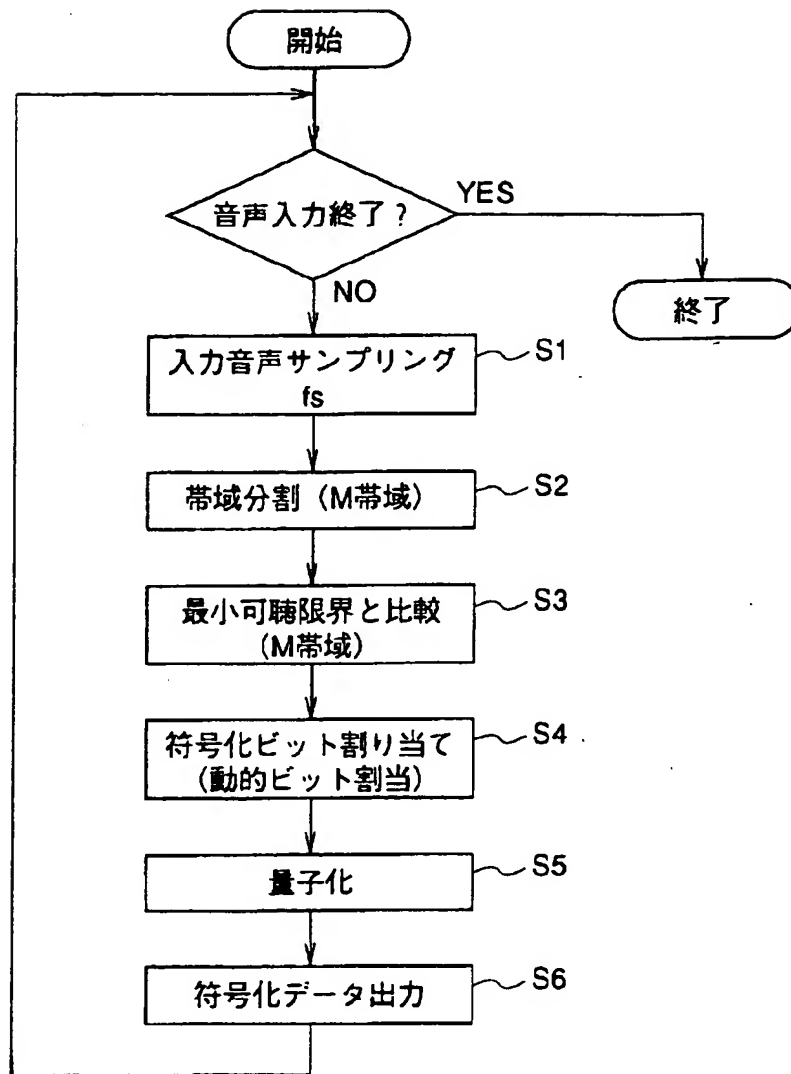 開始
音声入力終了?
YES
NO
終了
入力音声サンプリング
fs
S1
帯域分割(M帯域)
S2
最小可聴限界と比較
(M帯域)
S3
符号化ビット割り当て
(動的ビット割当)
S4
量子化
S5
符号化データ出力
S6